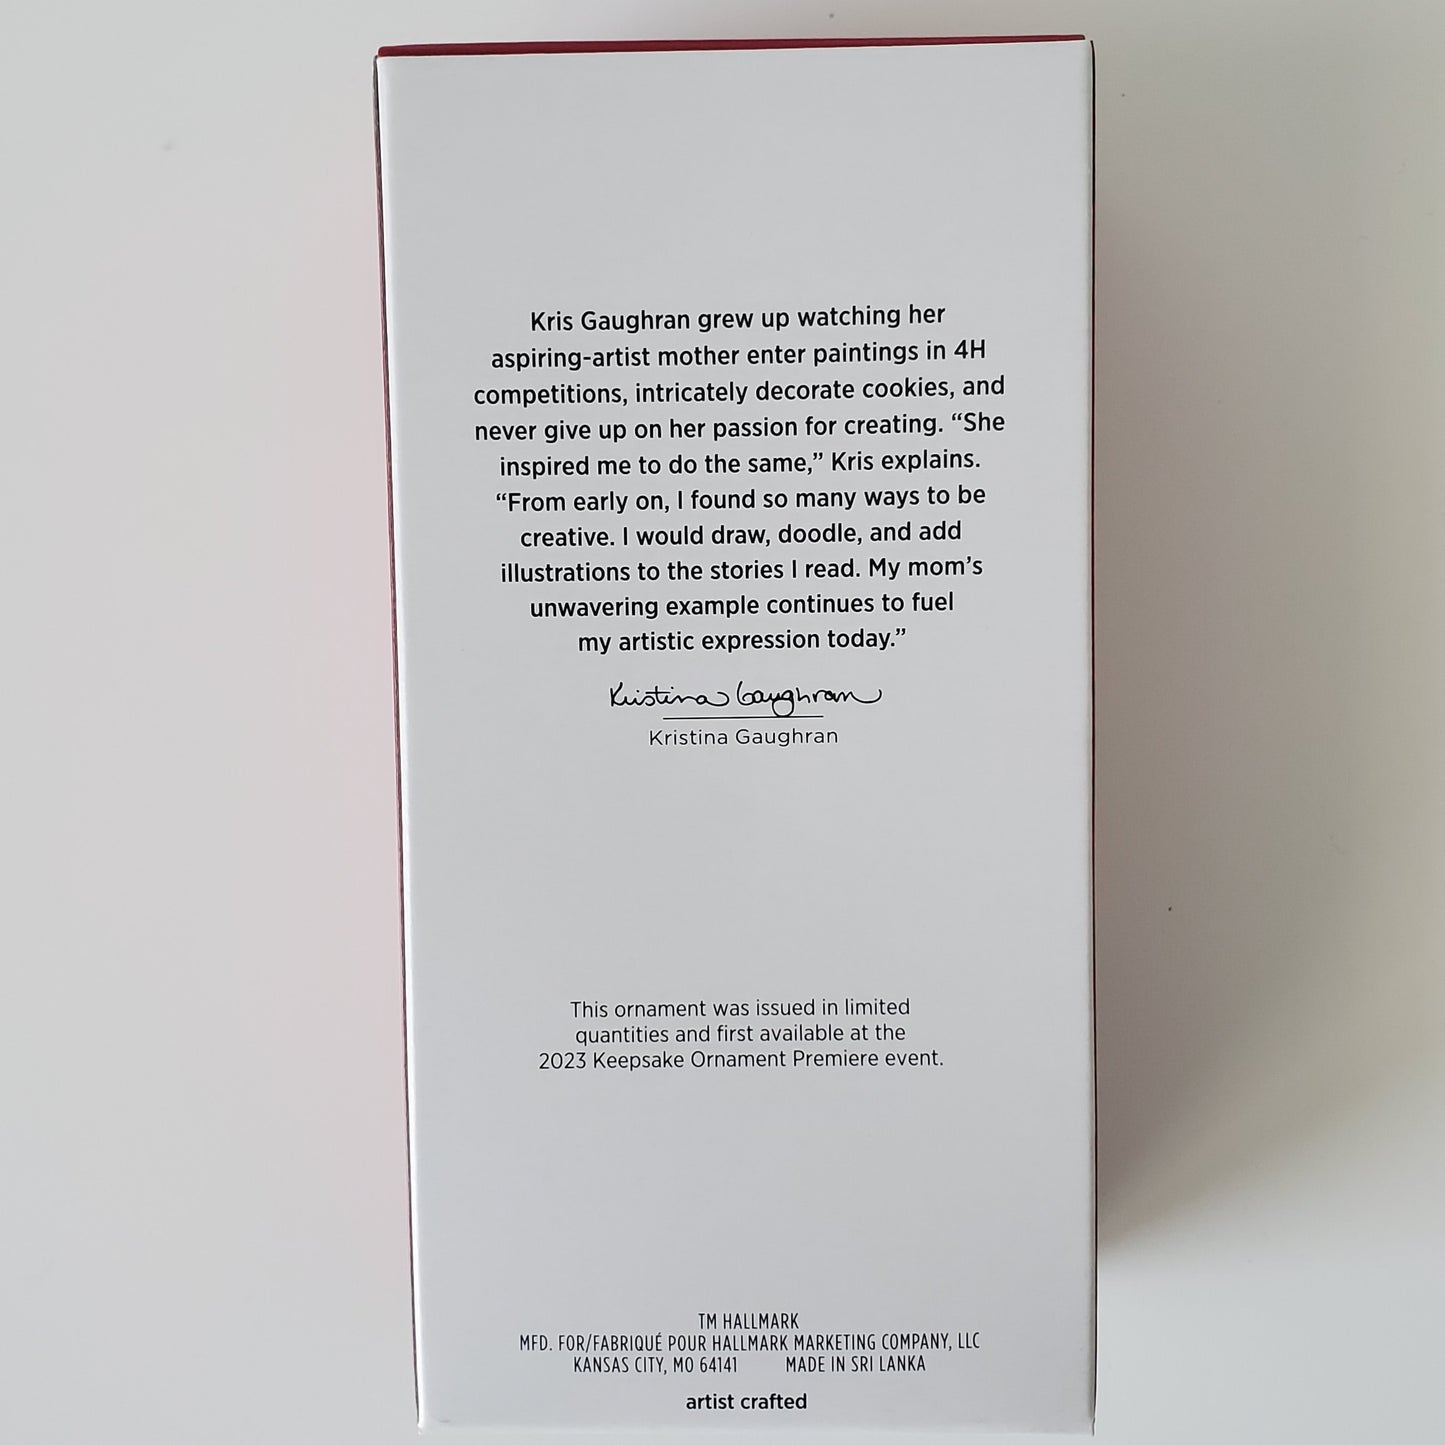 Kris Gaughran grew up watching her
aspiring-artist mother enter paintings in 4H
competitions, intricately decorate cookies, and
never give up on her passion for creating. “She
inspired me to do the same,” Kris explains.
“From early on, I found so many ways to be
creative. I would draw, doodle, and add
illustrations to the stories I read. My mom’s
unwavering example continues to fuel
my artistic expression today.”
Kristina Gaughran
Kristina Gaughran
This ornament was issued in limited
quantities and first available at the
2023 Keepsake Ornament Premiere event.
TM HALLMARK
MFD. FOR/FABRIQUÉ POUR HALLMARK MARKETING COMPANY, LLC
KANSAS CITY, MO 64141 MADE IN SRI LANKA
artist crafted